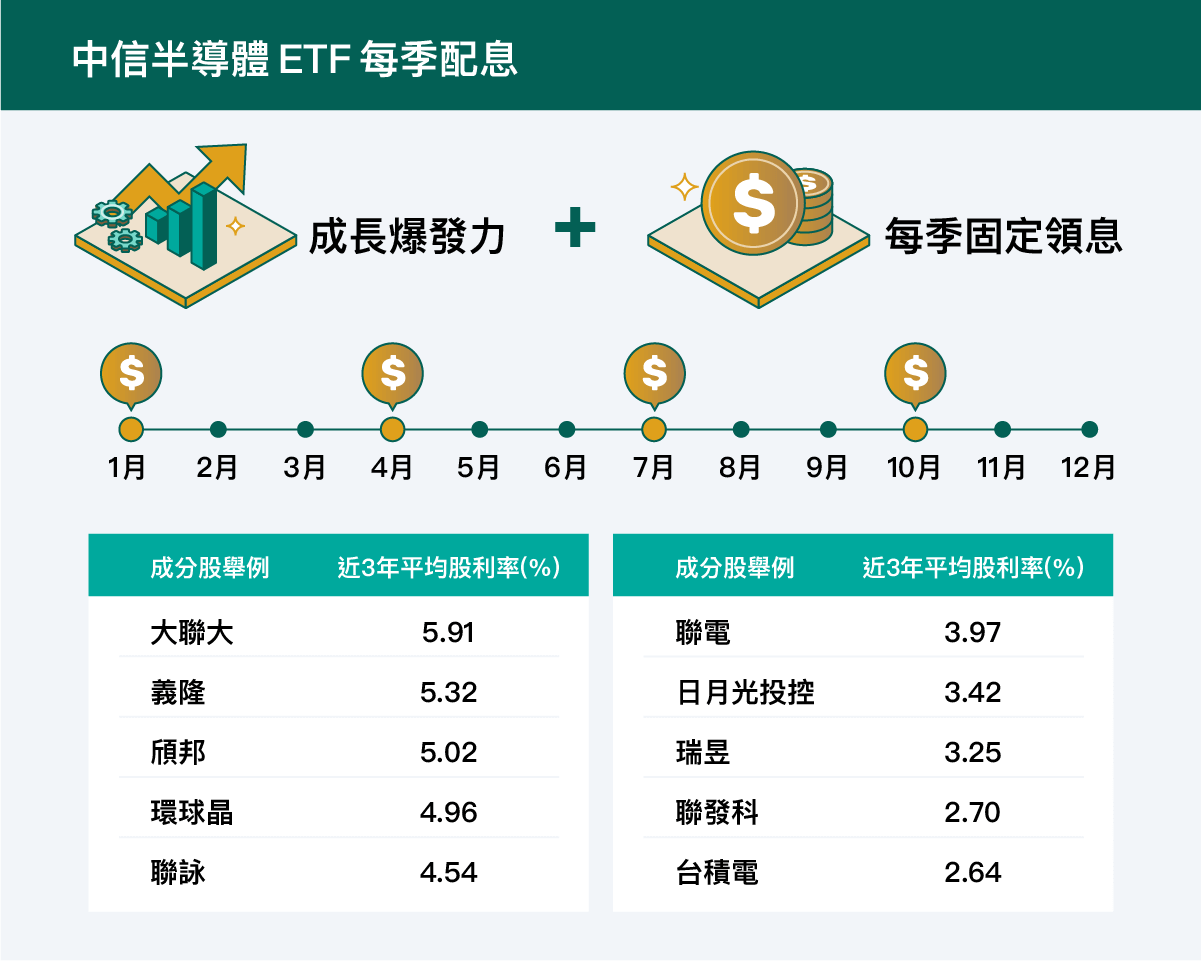 中信半導體 ETF 每季配息
成長爆發力
+
每季固定領息
$ $ $ $
1月 2月 3月 4月 5月 6月 7月 8月 9月 10月 11月 12月
成分股舉例 近3年平均股利率(%)
大聯大 5.91
義隆 5.32
頎邦 5.02
環球晶 4.96
聯詠 4.54
成分股舉例 近3年平均股利率(%)
聯電 3.97
日月光投控 3.42
瑞昱 3.25
聯發科 2.70
台積電 2.64